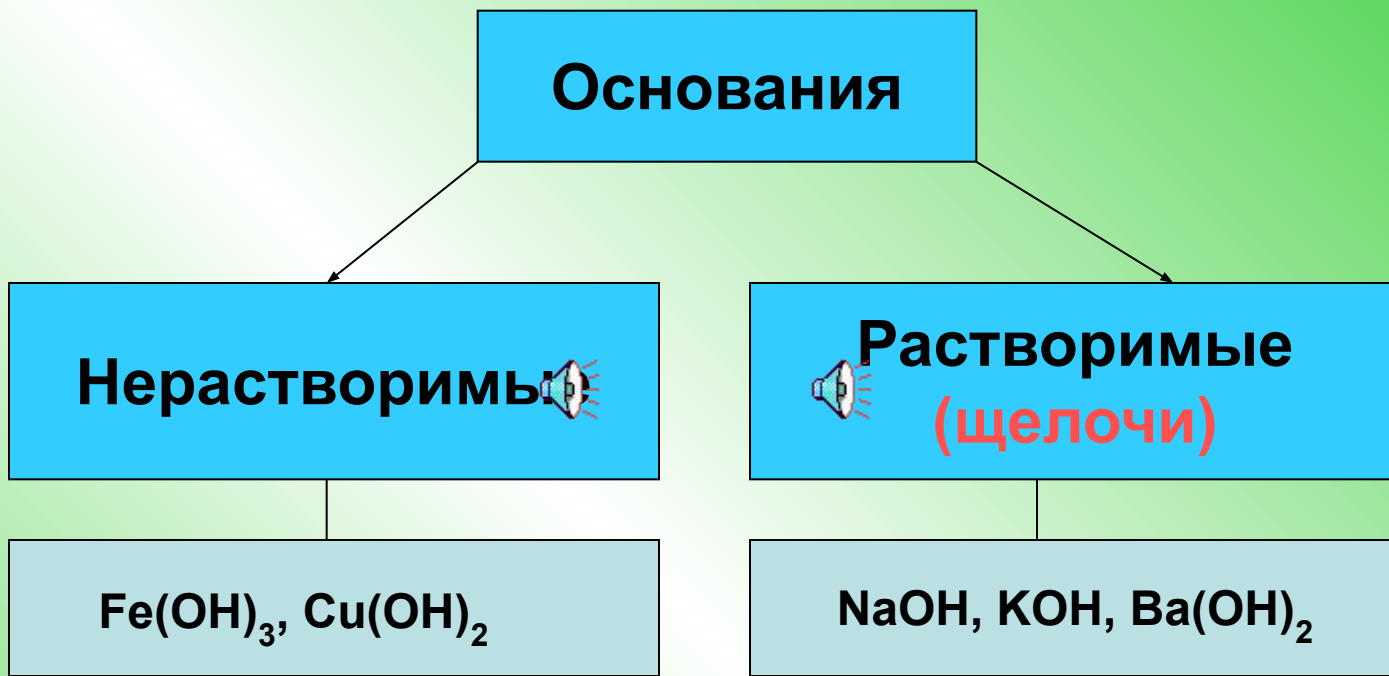 Основания
Нерастворимые
Растворимые
(щелочи)
Fe(OH)₃, Cu(OH)₂
NaOH, KOH, Ba(OH)₂